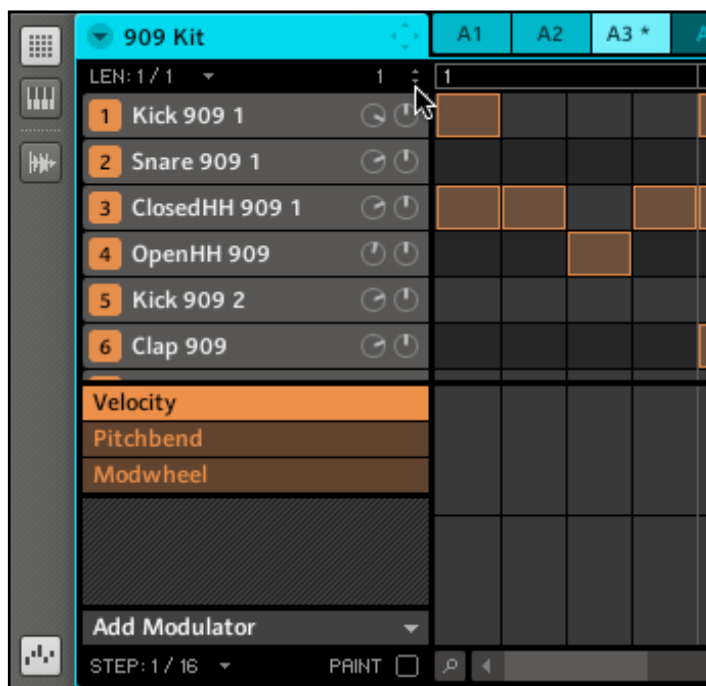 909 Kit A1 A2 A3 * A
LEN: 1 / 1 1 1
1 Kick 909 1
2 Snare 909 1
3 ClosedHH 909 1
4 OpenHH 909
5 Kick 909 2
6 Clap 909
Velocity
Pitchbend
Modwheel
Add Modulator
STEP: 1 / 16 PAINT